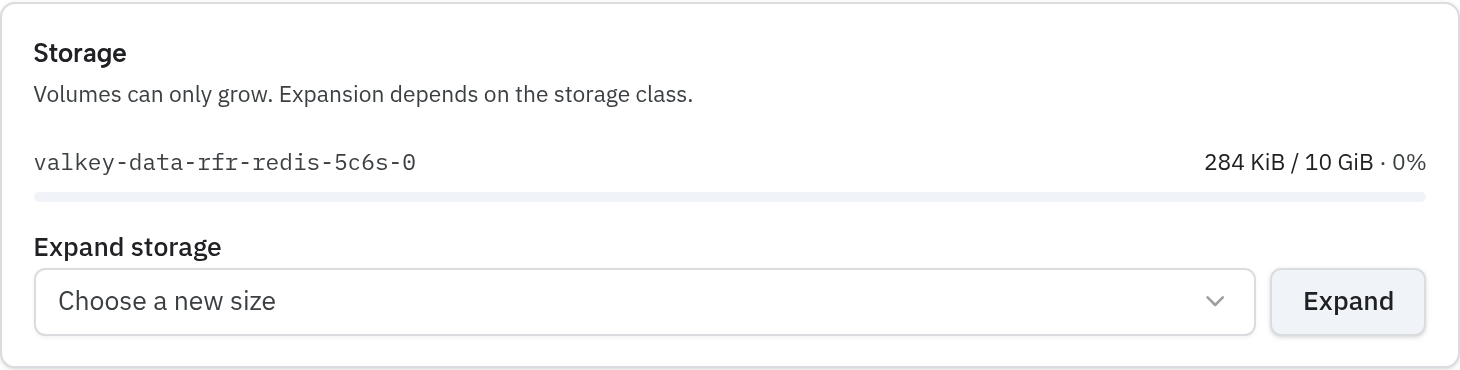 Storage
Volumes can only grow. Expansion depends on the storage class.
valkey-data-rfr-redis-5c6s-0 284 KiB / 10 GiB · 0%
Expand storage
Choose a new size Expand